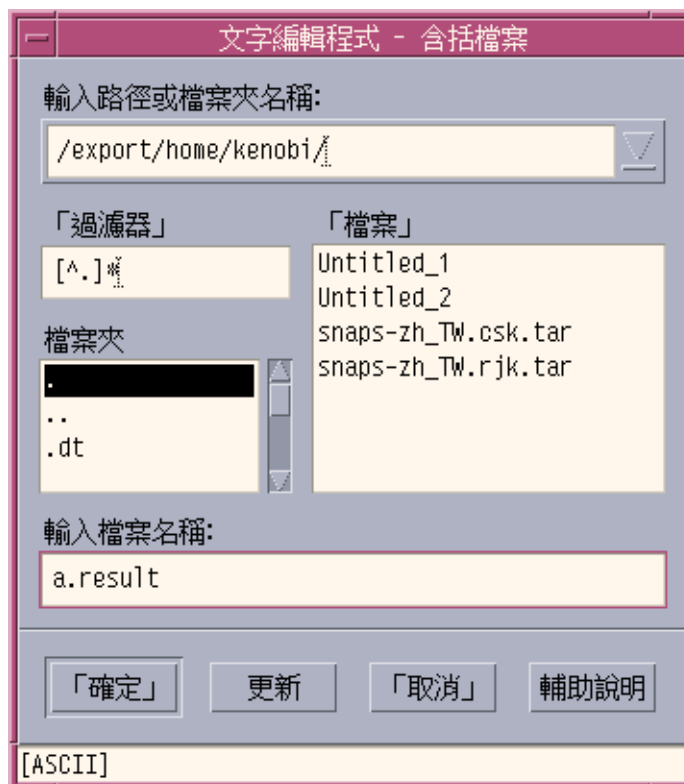 文字編輯程式 - 含括檔案
輸入路徑或檔案夾名稱:
/export/home/kenobi/
「過濾器」
[^.]*
檔案夾
.
..
.dt
「檔案」
Untitled_1
Untitled_2
snaps-zh_TW.csk.tar
snaps-zh_TW.rjk.tar
輸入檔案名稱:
a.result
「確定」 更新 「取消」 輔助說明
[ASCII]